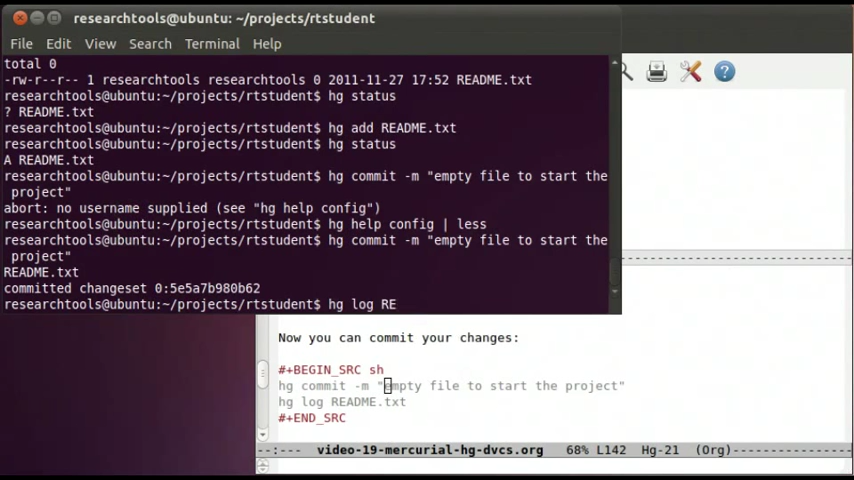 researchtools@ubuntu: ~/projects/rtstudent
File Edit View Search Terminal Help
total 0
-rw-r--r-- 1 researchtools researchtools 0 2011-11-27 17:52 README.txt
researchtools@ubuntu:~/projects/rtstudent$ hg status
? README.txt
researchtools@ubuntu:~/projects/rtstudent$ hg add README.txt
researchtools@ubuntu:~/projects/rtstudent$ hg status
A README.txt
researchtools@ubuntu:~/projects/rtstudent$ hg commit -m "empty file to start the
project"
abort: no username supplied (see "hg help config")
researchtools@ubuntu:~/projects/rtstudent$ hg help config | less
researchtools@ubuntu:~/projects/rtstudent$ hg commit -m "empty file to start the
project"
README.txt
committed changeset 0:5e5a7b980b62
researchtools@ubuntu:~/projects/rtstudent$ hg log RE
Now you can commit your changes:
#+BEGIN_SRC sh
hg commit -m "empty file to start the project"
hg log README.txt
#+END_SRC
--:--- video-19-mercurial-hg-dvcs.org 68% L142 Hg-21 (Org)